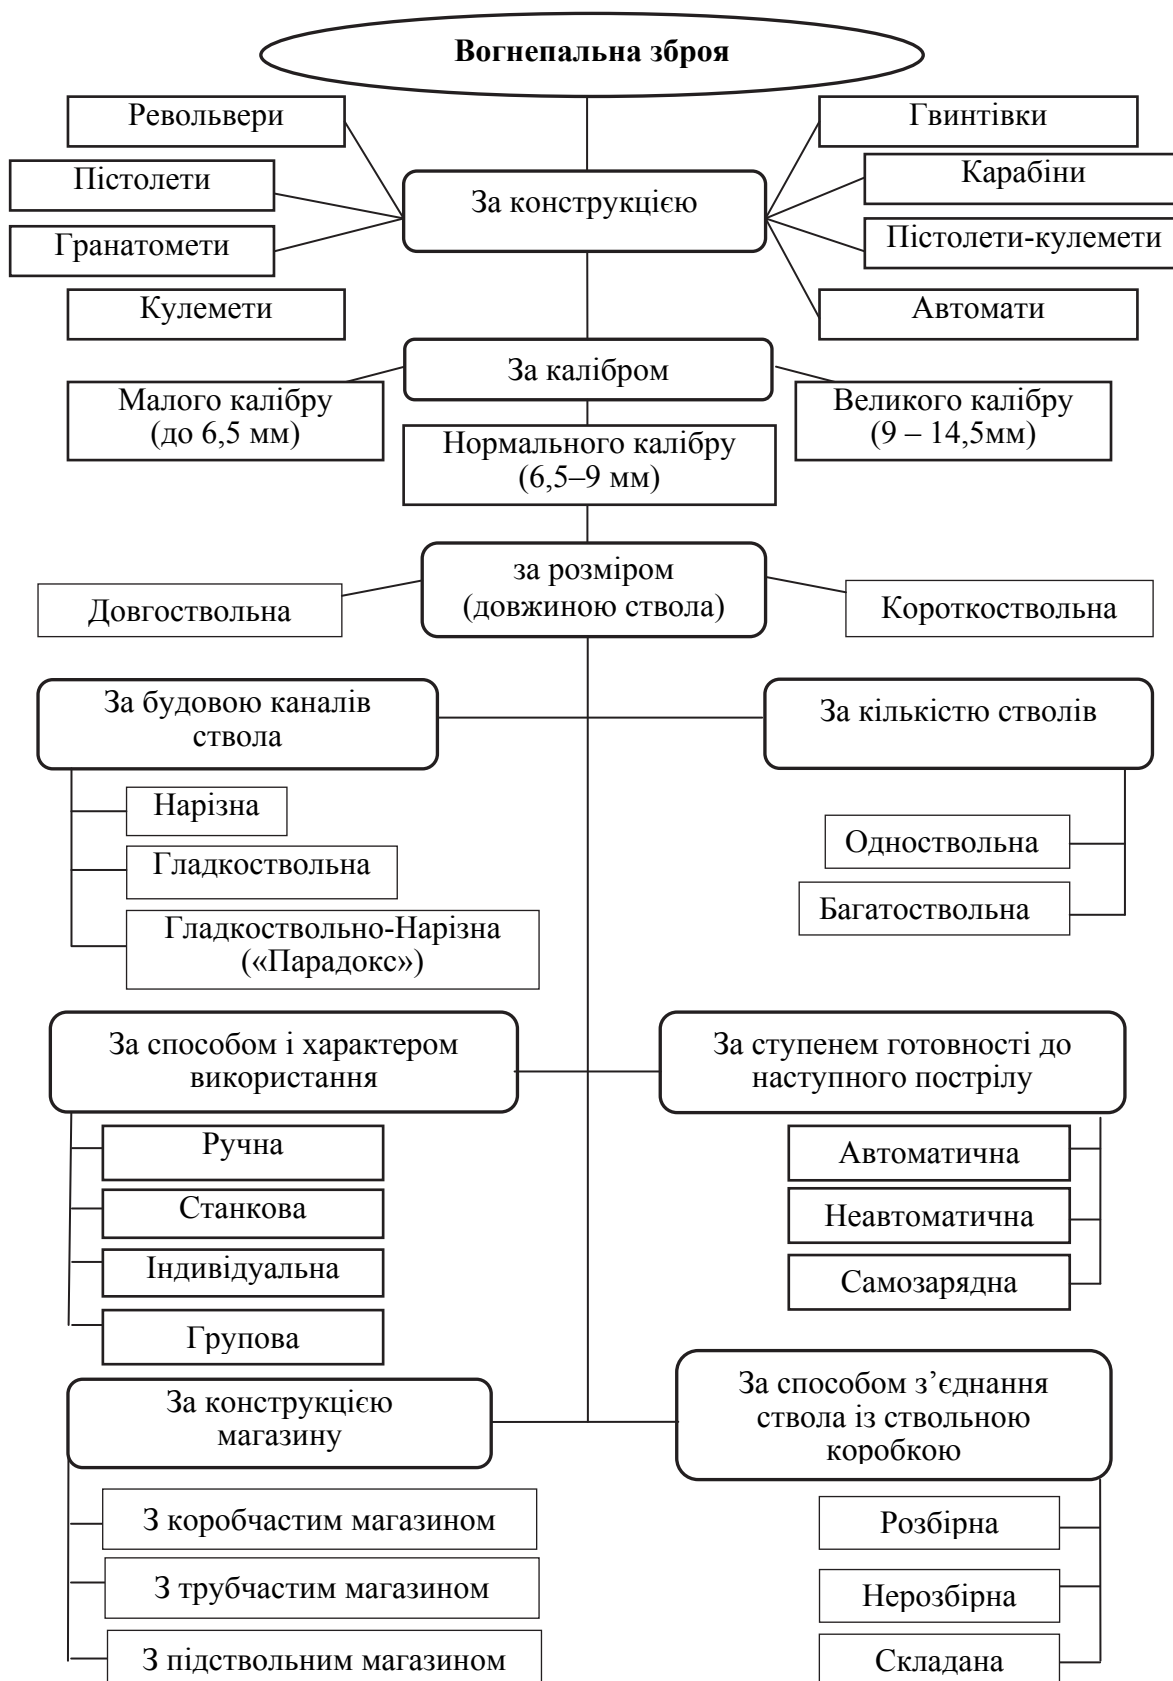 Вогнепальна зброя
Револьвери
Пістолети
Гранатомети
Кулемети
За конструкцією
Гвинтівки
Карабіни
Пістолети-кулемети
Автомати
За калібром
Малого калібру
(до 6,5 мм)
Нормального калібру
(6,5–9 мм)
Великого калібру
(9 – 14,5мм)
за розміром
(довжиною ствола)
Довгоствольна
Короткоствольна
За будовою каналів
ствола
Нарізна
Гладкоствольна
Гладкоствольно-Нарізна
(«Парадокс»)
За кількістю стволів
Одноствольна
Багатоствольна
За способом і характером
використання
Ручна
Станкова
Індивідуальна
Групова
За ступенем готовності до
наступного пострілу
Автоматична
Неавтоматична
Самозарядна
За конструкцією
магазину
З коробчастим магазином
З трубчастим магазином
З підствольним магазином
За способом з’єднання
ствола із ствольною
коробкою
Розбірна
Нерозбірна
Складана